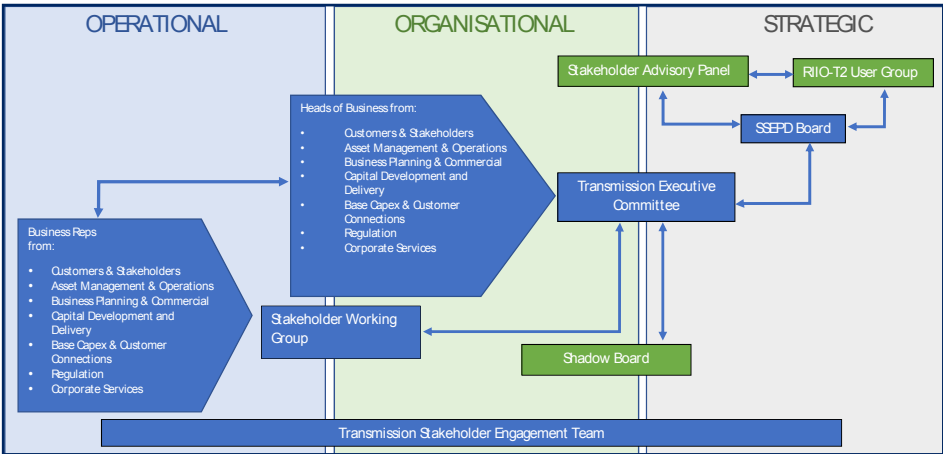 OPERATIONAL
ORGANISATIONAL
STRATEGIC
Stakeholder Advisory Panel
RIIO-T2 User Group
SSEPD Board
Heads of Business from:
• Customers & Stakeholders
• Asset Management & Operations
• Business Planning & Commercial
• Capital Development and
Delivery
• Base Capex & Customer
Connections
• Regulation
• Corporate Services
Transmission Executive
Committee
Business Reps
from:
• Customers & Stakeholders
• Asset Management & Operations
• Business Planning & Commercial
• Capital Development and
Delivery
• Base Capex & Customer
Connections
• Regulation
• Corporate Services
Stakeholder Working
Group
Shadow Board
Transmission Stakeholder Engagement Team